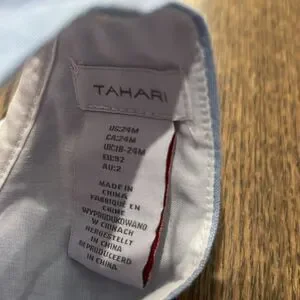 TAHARI
US:24M
CA:24M
UK:18-24M
EU:92
AU:2
MADE IN
CHINA
FABRIQUE EN
CHINE
WYPRODUKOWANO
W CHINACH
HERGESTELLT
IN CHINA
GEPRODUCEERD
IN CHINA